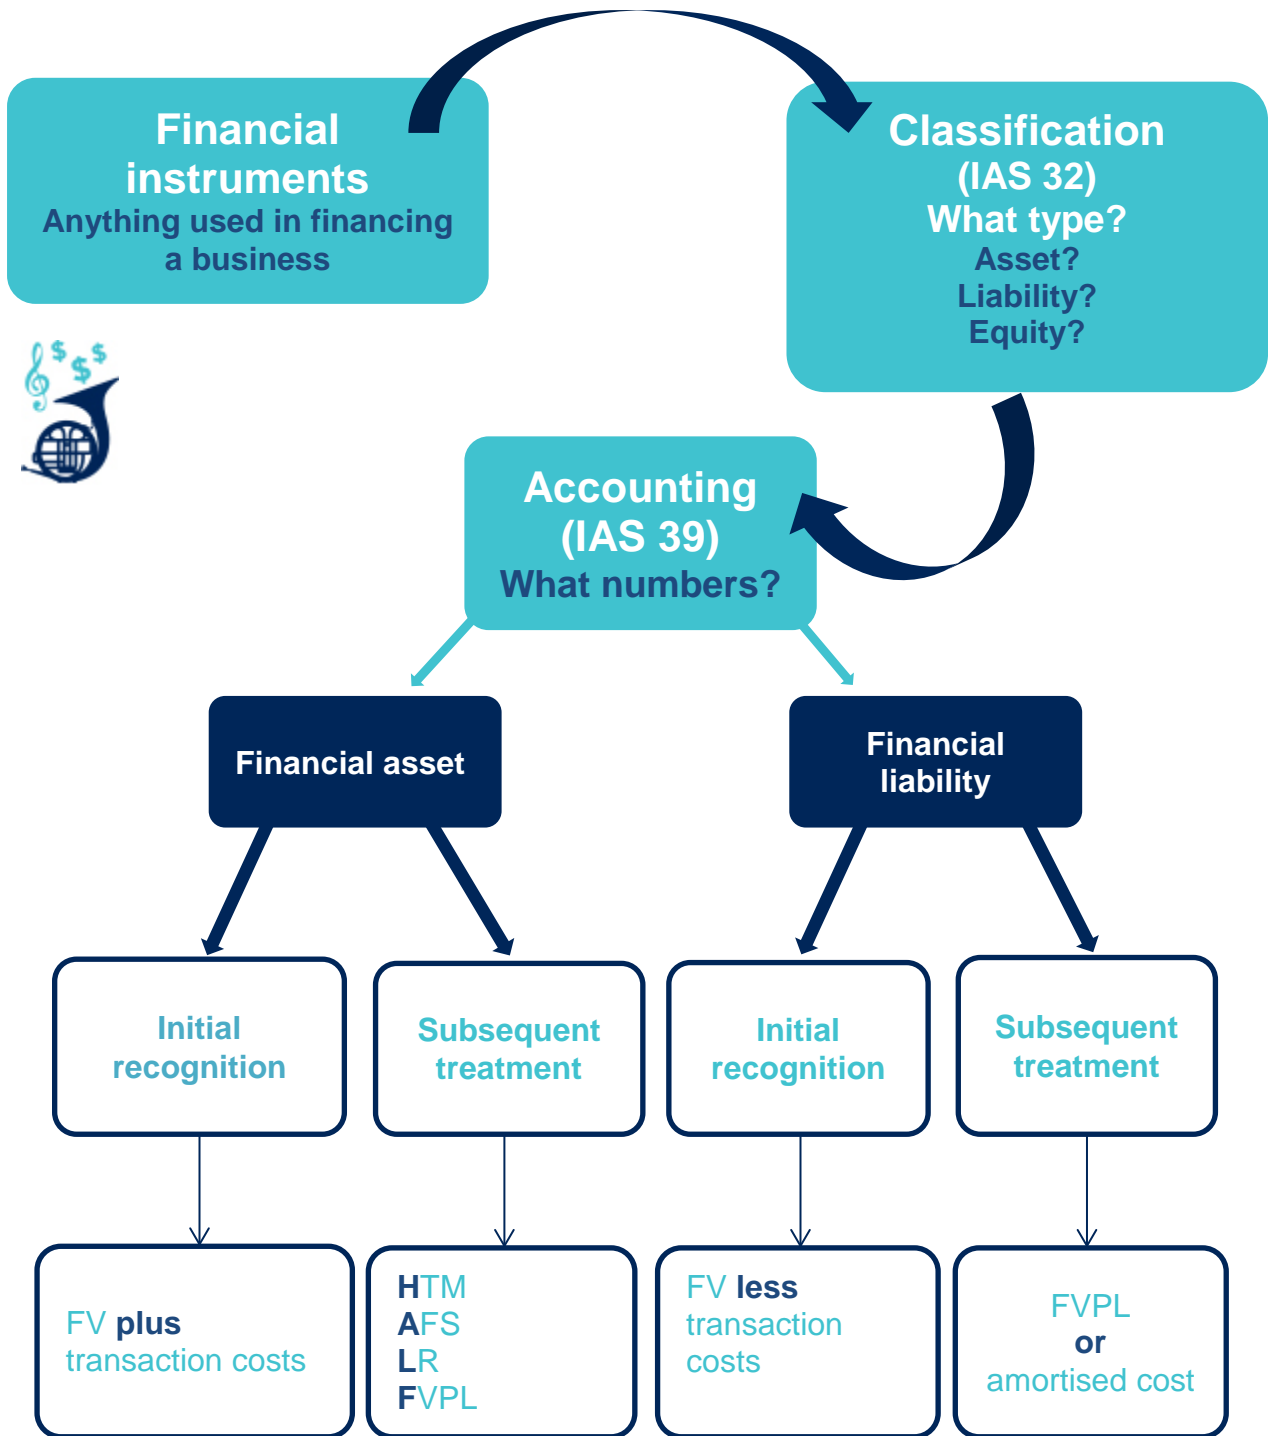 Financial
instruments
Anything used in financing
a business
Classification
(IAS 32)
What type?
Asset?
Liability?
Equity?
$ $ $
Accounting
(IAS 39)
What numbers?
Financial asset
Financial
liability
Initial
recognition
Subsequent
treatment
Initial
recognition
Subsequent
treatment
FV plus
transaction costs
HTM
AFS
LR
FVPL
FV less
transaction
costs
FVPL
or
amortised cost